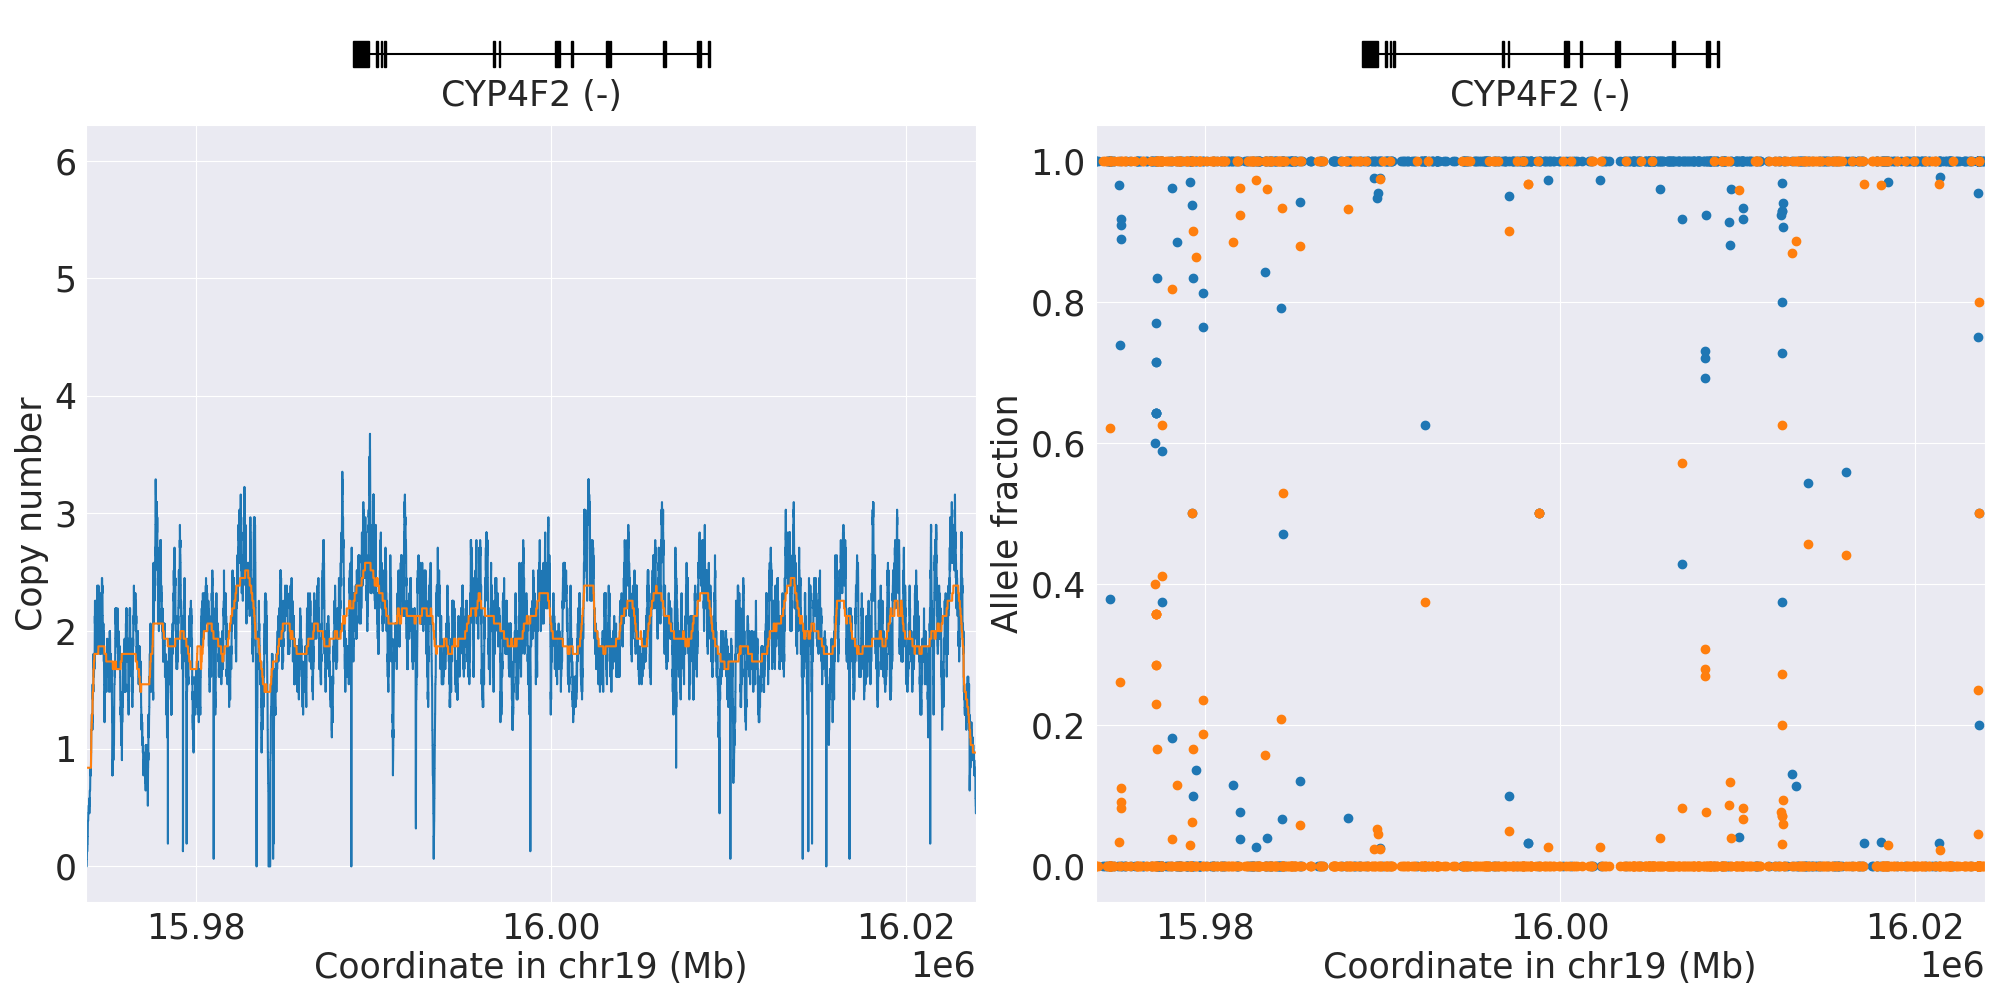 CYP4F2 (-)
6
5
4
3
2
1
0
Copy number
15.98
16.00
16.02
Coordinate in chr19 (Mb)
1e6
CYP4F2 (-)
1.0
0.8
0.6
0.4
0.2
0.0
Allele fraction
15.98
16.00
16.02
Coordinate in chr19 (Mb)
1e6